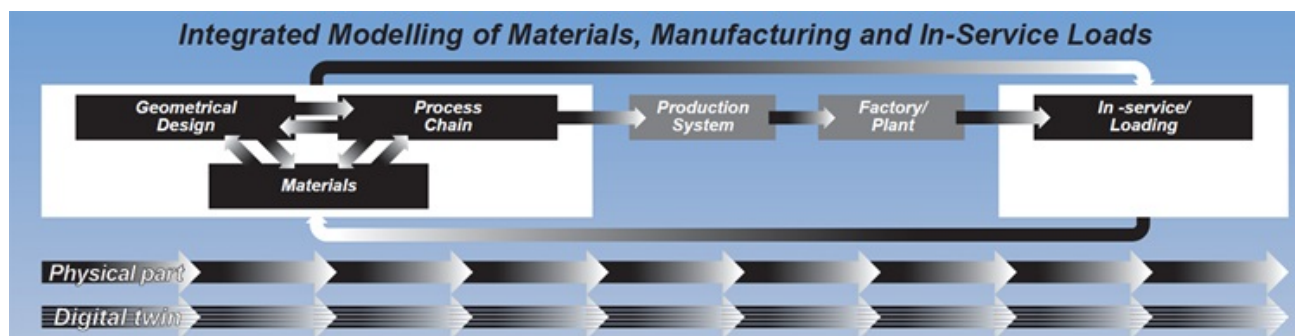 Integrated Modelling of Materials, Manufacturing and In-Service Loads
Geometrical
Design
Process
Chain
Production
System
Factory/
Plant
In -service/
Loading
Materials
Physical part
Digital twin